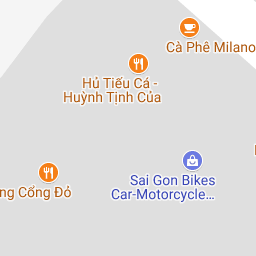 Cà Phê Milano
Hủ Tiếu Cá -
Huỳnh Tịnh Của
Sai Gon Bikes
Car-Motorcycle...
ng Cổng Đỏ